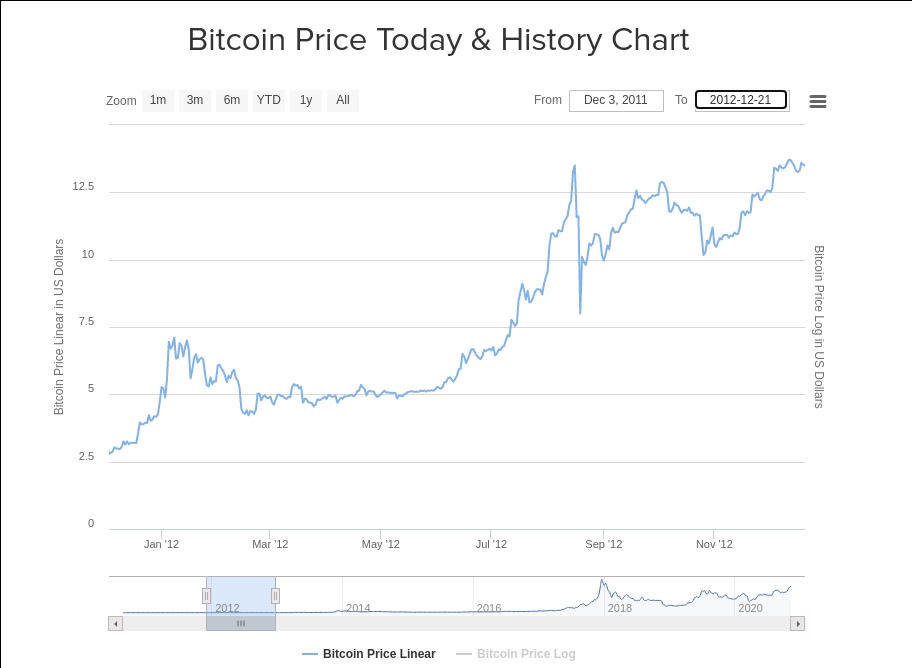 Bitcoin Price Today & History Chart
Zoom 1m 3m 6m YTD 1y All From Dec 3, 2011 To 2012-12-21
12.5
10
7.5
5
2.5
0
Bitcoin Price Linear in US Dollars
Bitcoin Price Log in US Dollars
Jan '12 Mar '12 May '12 Jul '12 Sep '12 Nov '12
2012 2014 2016 2018 2020
Bitcoin Price Linear Bitcoin Price Log